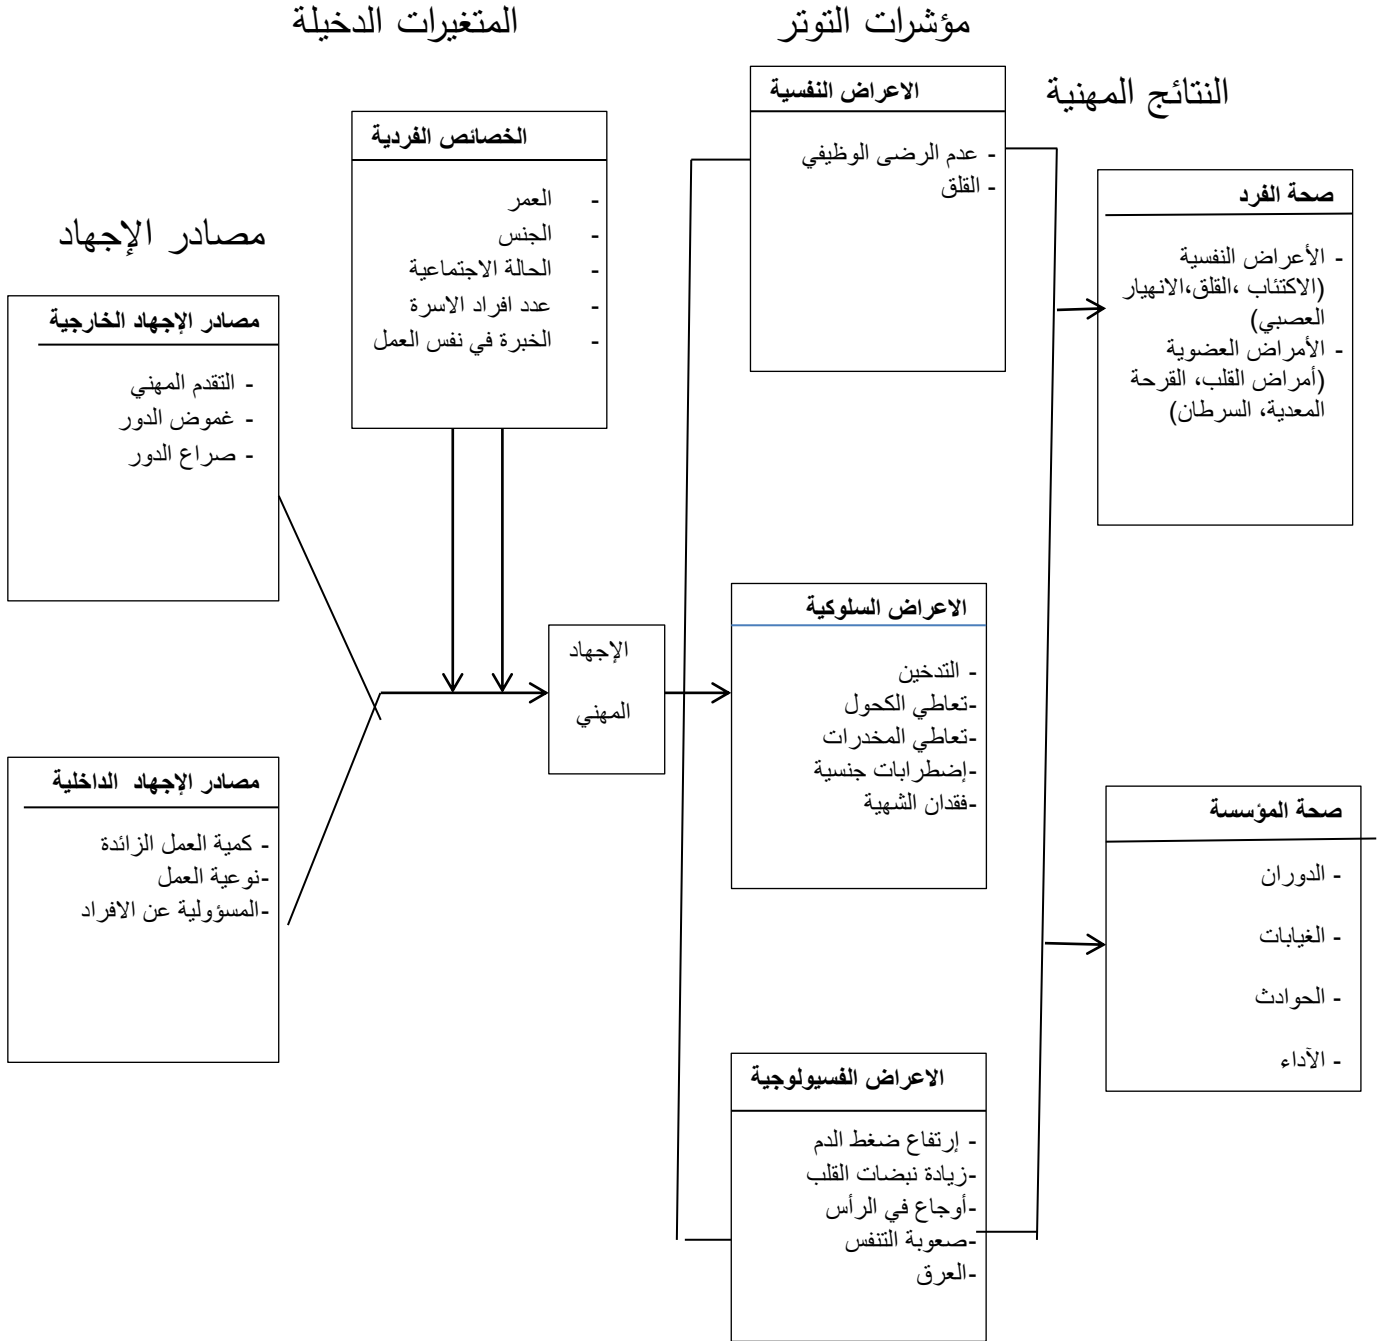 المتغيرات الدخيلة
مؤشرات التوتر
النتائج المهنية
مصادر الإجهاد
مصادر الإجهاد الخارجية
- التقدم المهني
- غموض الدور
- صراع الدور
مصادر الإجهاد الداخلية
- كمية العمل الزائدة
-نوعية العمل
-المسؤولية عن الافراد
الخصائص الفردية
- العمر
- الجنس
- الحالة الاجتماعية
- عدد افراد الاسرة
- الخبرة في نفس العمل
الإجهاد
المهني
الاعراض النفسية
- عدم الرضى الوظيفي
- القلق
الاعراض السلوكية
- التدخين
-تعاطي الكحول
-تعاطي المخدرات
-إضطرابات جنسية
-فقدان الشهية
الاعراض الفسيولوجية
- إرتفاع ضغط الدم
-زيادة نبضات القلب
-أوجاع في الرأس
-صعوبة التنفس
-العرق
صحة الفرد
- الأعراض النفسية
(الاكتئاب ،القلق،الانهيار
العصبي)
- الأمراض العضوية
(أمراض القلب، القرحة
المعدية، السرطان)
صحة المؤسسة
- الدوران
- الغيابات
- الحوادث
- الآداء